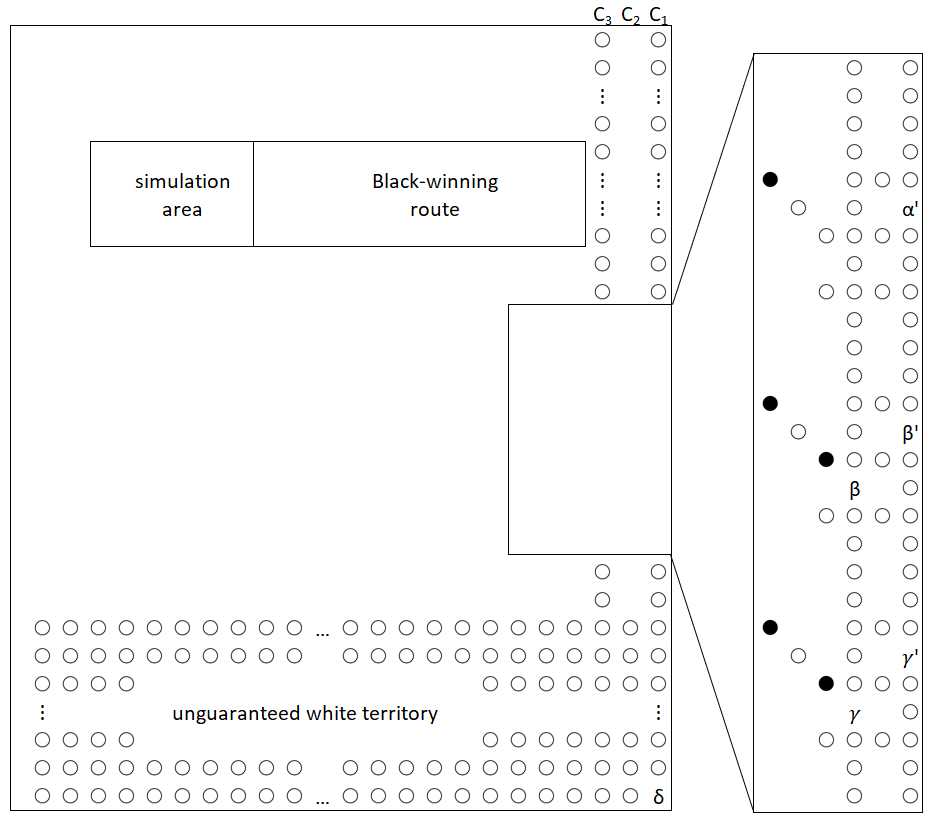 C3 C2 C1
simulation
area
Black-winning
route
α'
β'
β
γ'
γ
unguaranteed white territory
...
...
δ